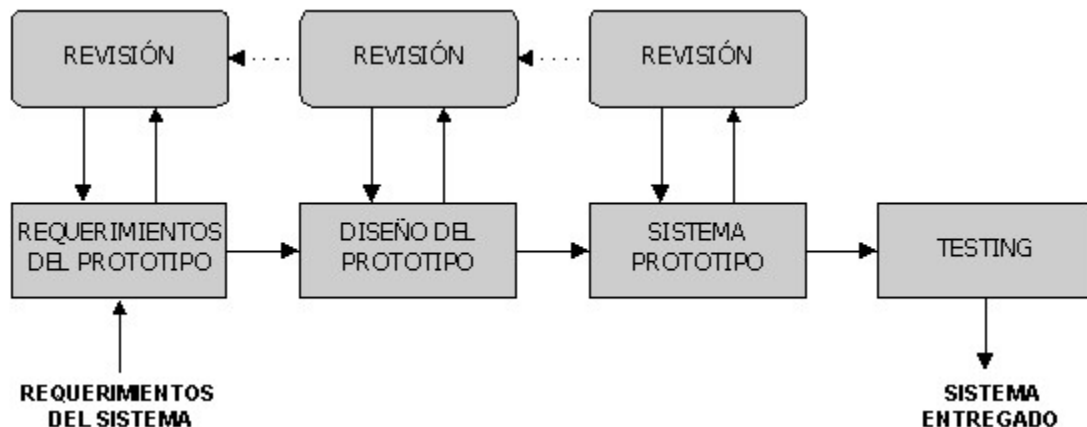 REVISIÓN
REVISIÓN
REVISIÓN
REQUERIMIENTOS
DEL PROTOTIPO
DISEÑO DEL
PROTOTIPO
SISTEMA
PROTOTIPO
TESTING
REQUERIMIENTOS
DEL SISTEMA
SISTEMA
ENTREGADO